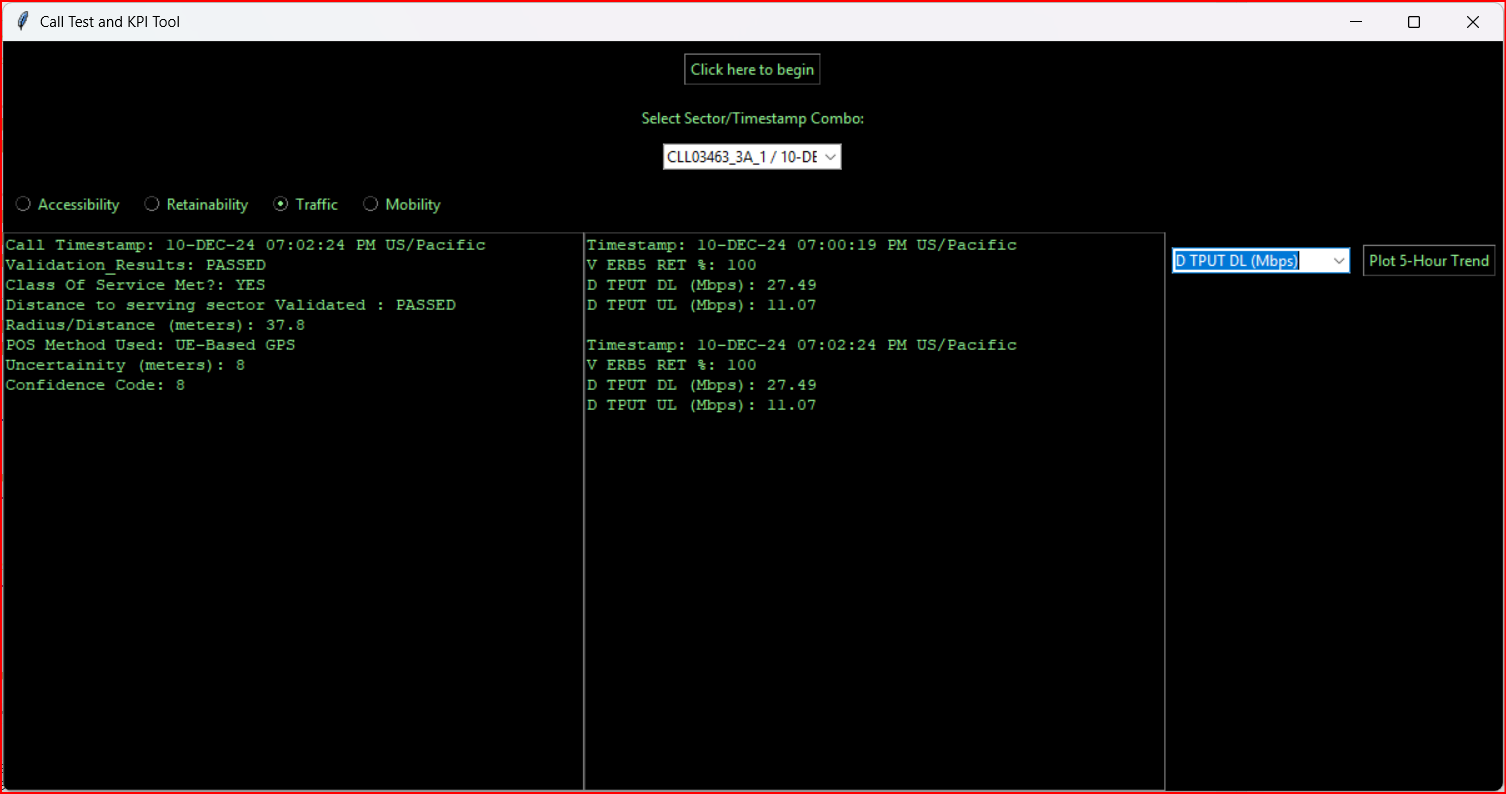 Call Test and KPI Tool
Click here to begin
Select Sector/Timestamp Combo:
CLL03463_3A_1 / 10-DE
Accessibility Retainability Traffic Mobility
Call Timestamp: 10-DEC-24 07:02:24 PM US/Pacific
Validation_Results: PASSED
Class Of Service Met?: YES
Distance to serving sector Validated : PASSED
Radius/Distance (meters): 37.8
POS Method Used: UE-Based GPS
Uncertainity (meters): 8
Confidence Code: 8
Timestamp: 10-DEC-24 07:00:19 PM US/Pacific
V ERB5 RET %: 100
D TPUT DL (Mbps): 27.49
D TPUT UL (Mbps): 11.07
Timestamp: 10-DEC-24 07:02:24 PM US/Pacific
V ERB5 RET %: 100
D TPUT DL (Mbps): 27.49
D TPUT UL (Mbps): 11.07
D TPUT DL (Mbps)
Plot 5-Hour Trend